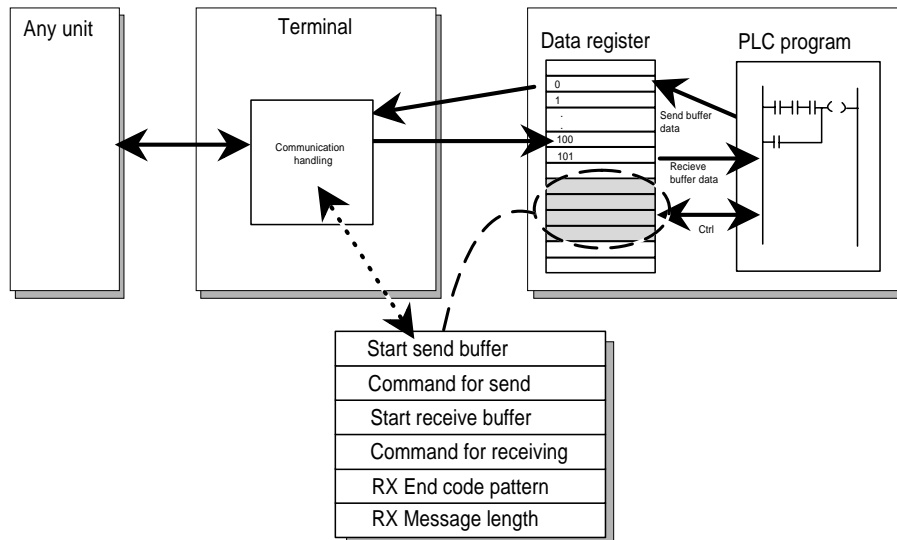 Any unit
Terminal
Data register
PLC program
Communication
handling
0
1
.
.
100
101
Send buffer
data
Recieve
buffer data
Ctrl
Start send buffer
Command for send
Start receive buffer
Command for receiving
RX End code pattern
RX Message length